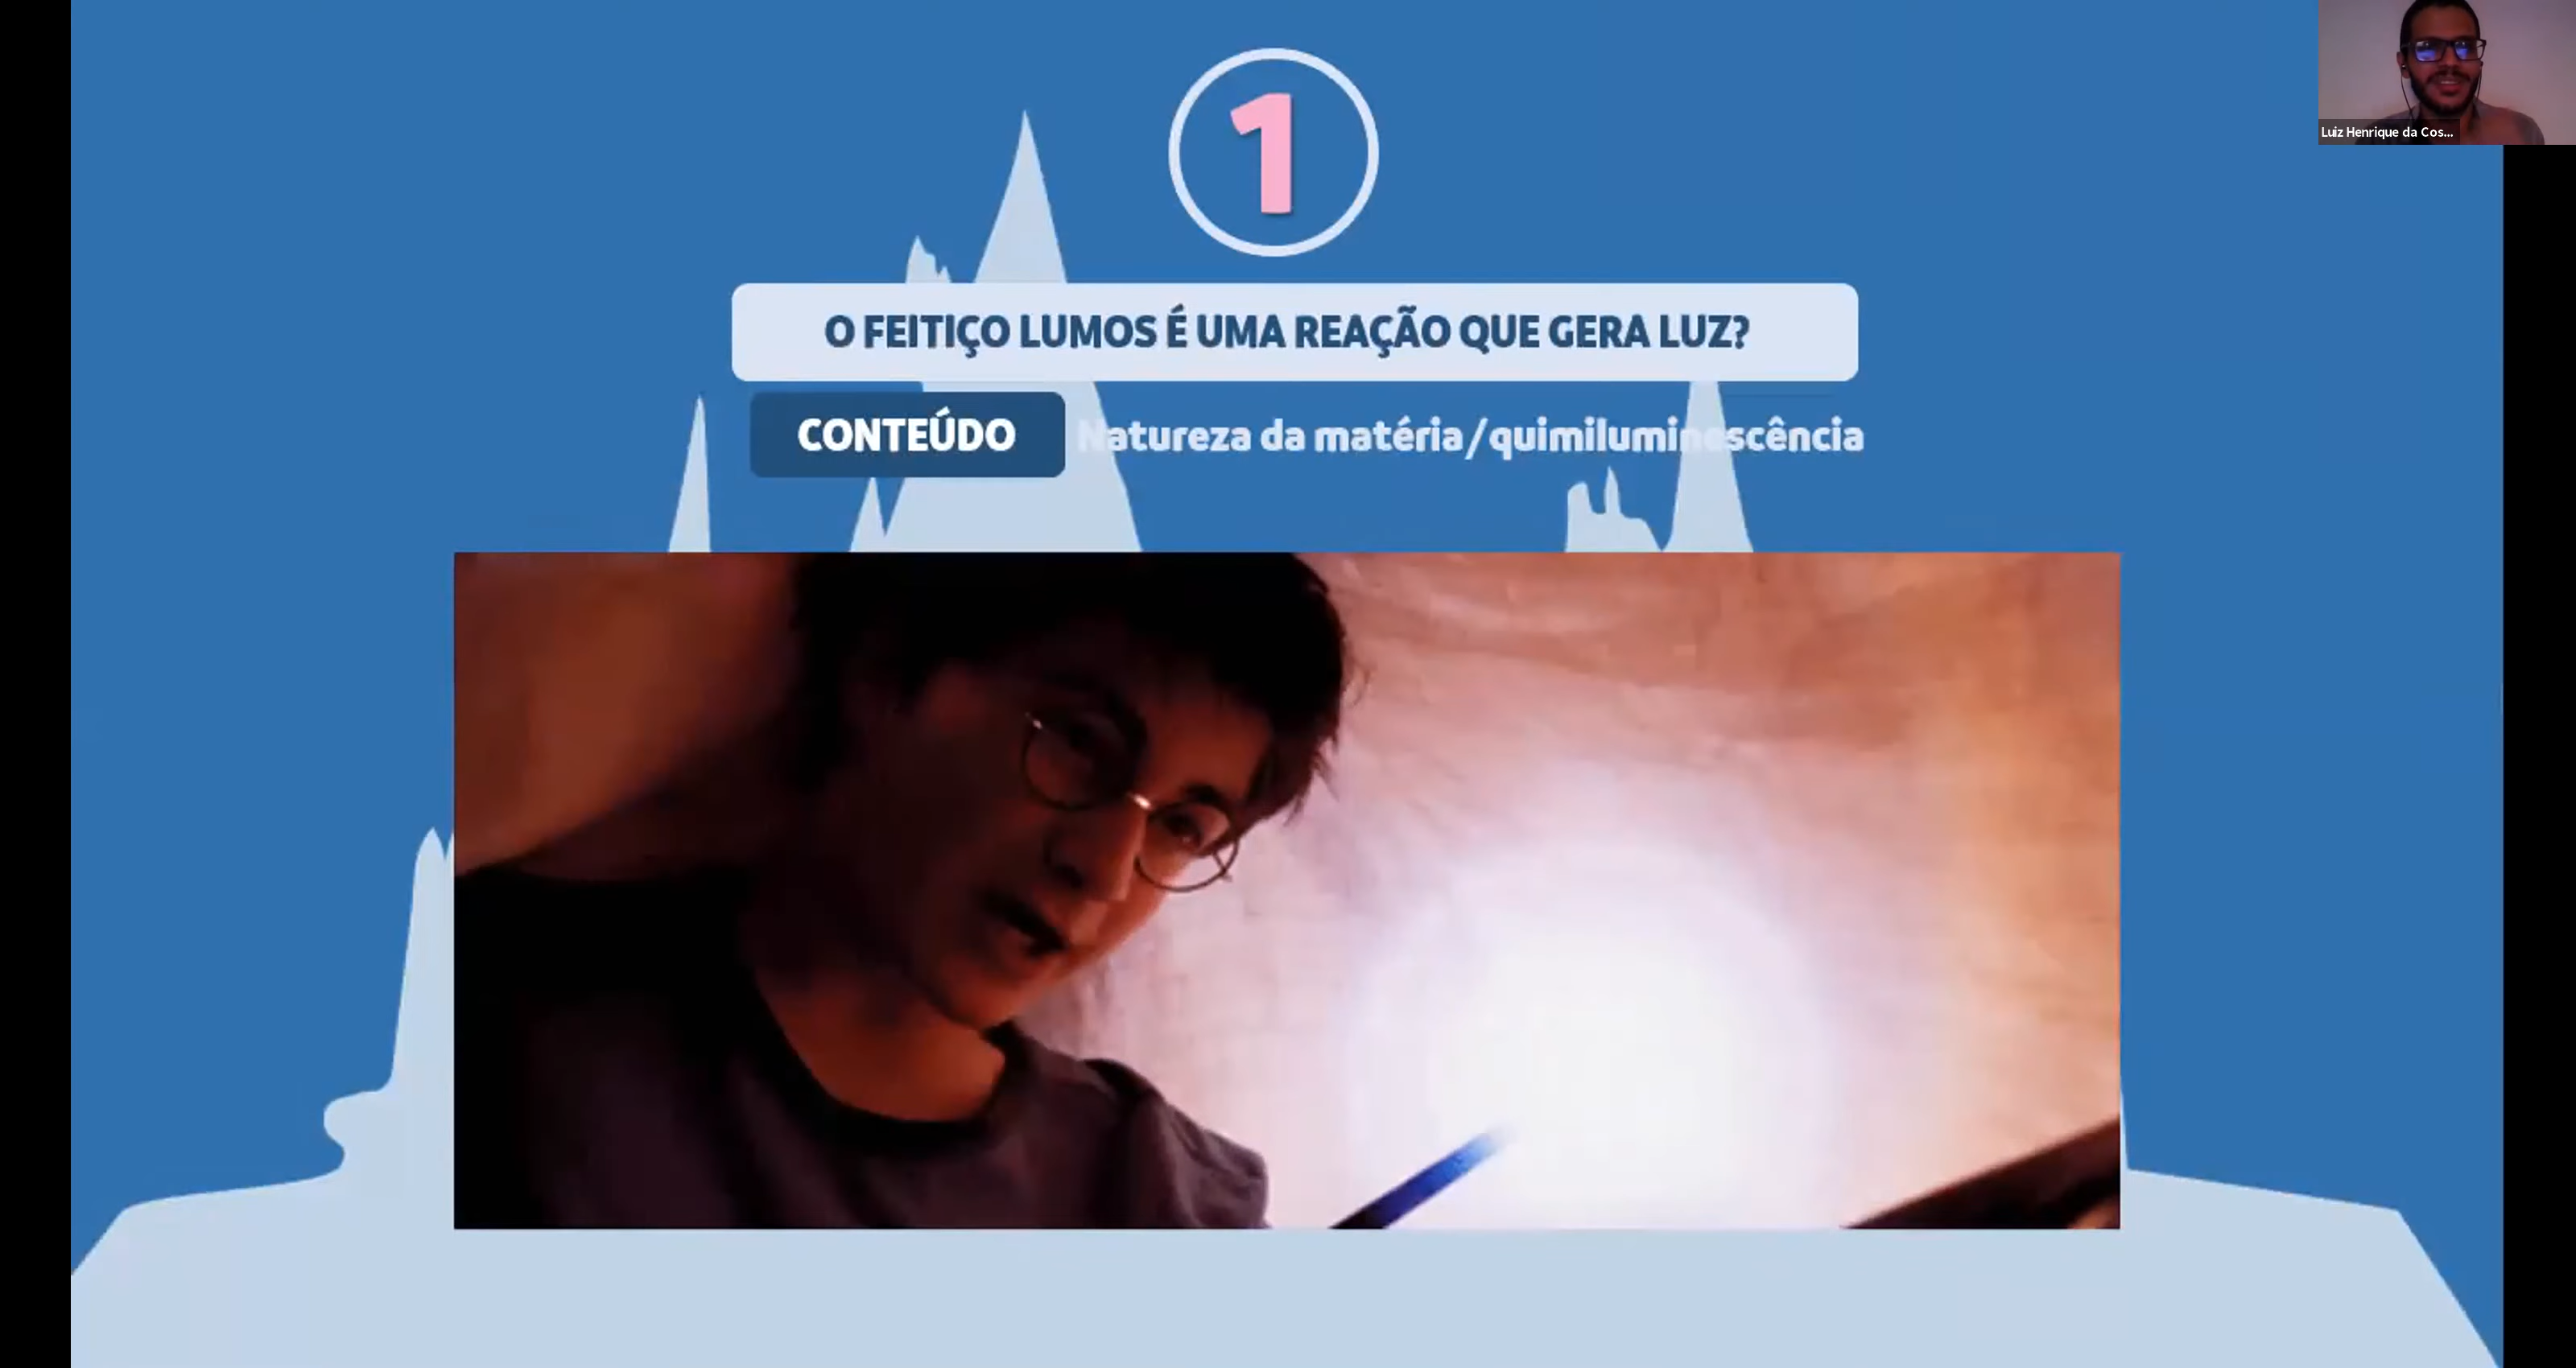 1
O FEITIÇO LUMOS É UMA REAÇÃO QUE GERA LUZ?
CONTEÚDO Natureza da matéria/quimiluminescência
Luiz Henrique da Cos...